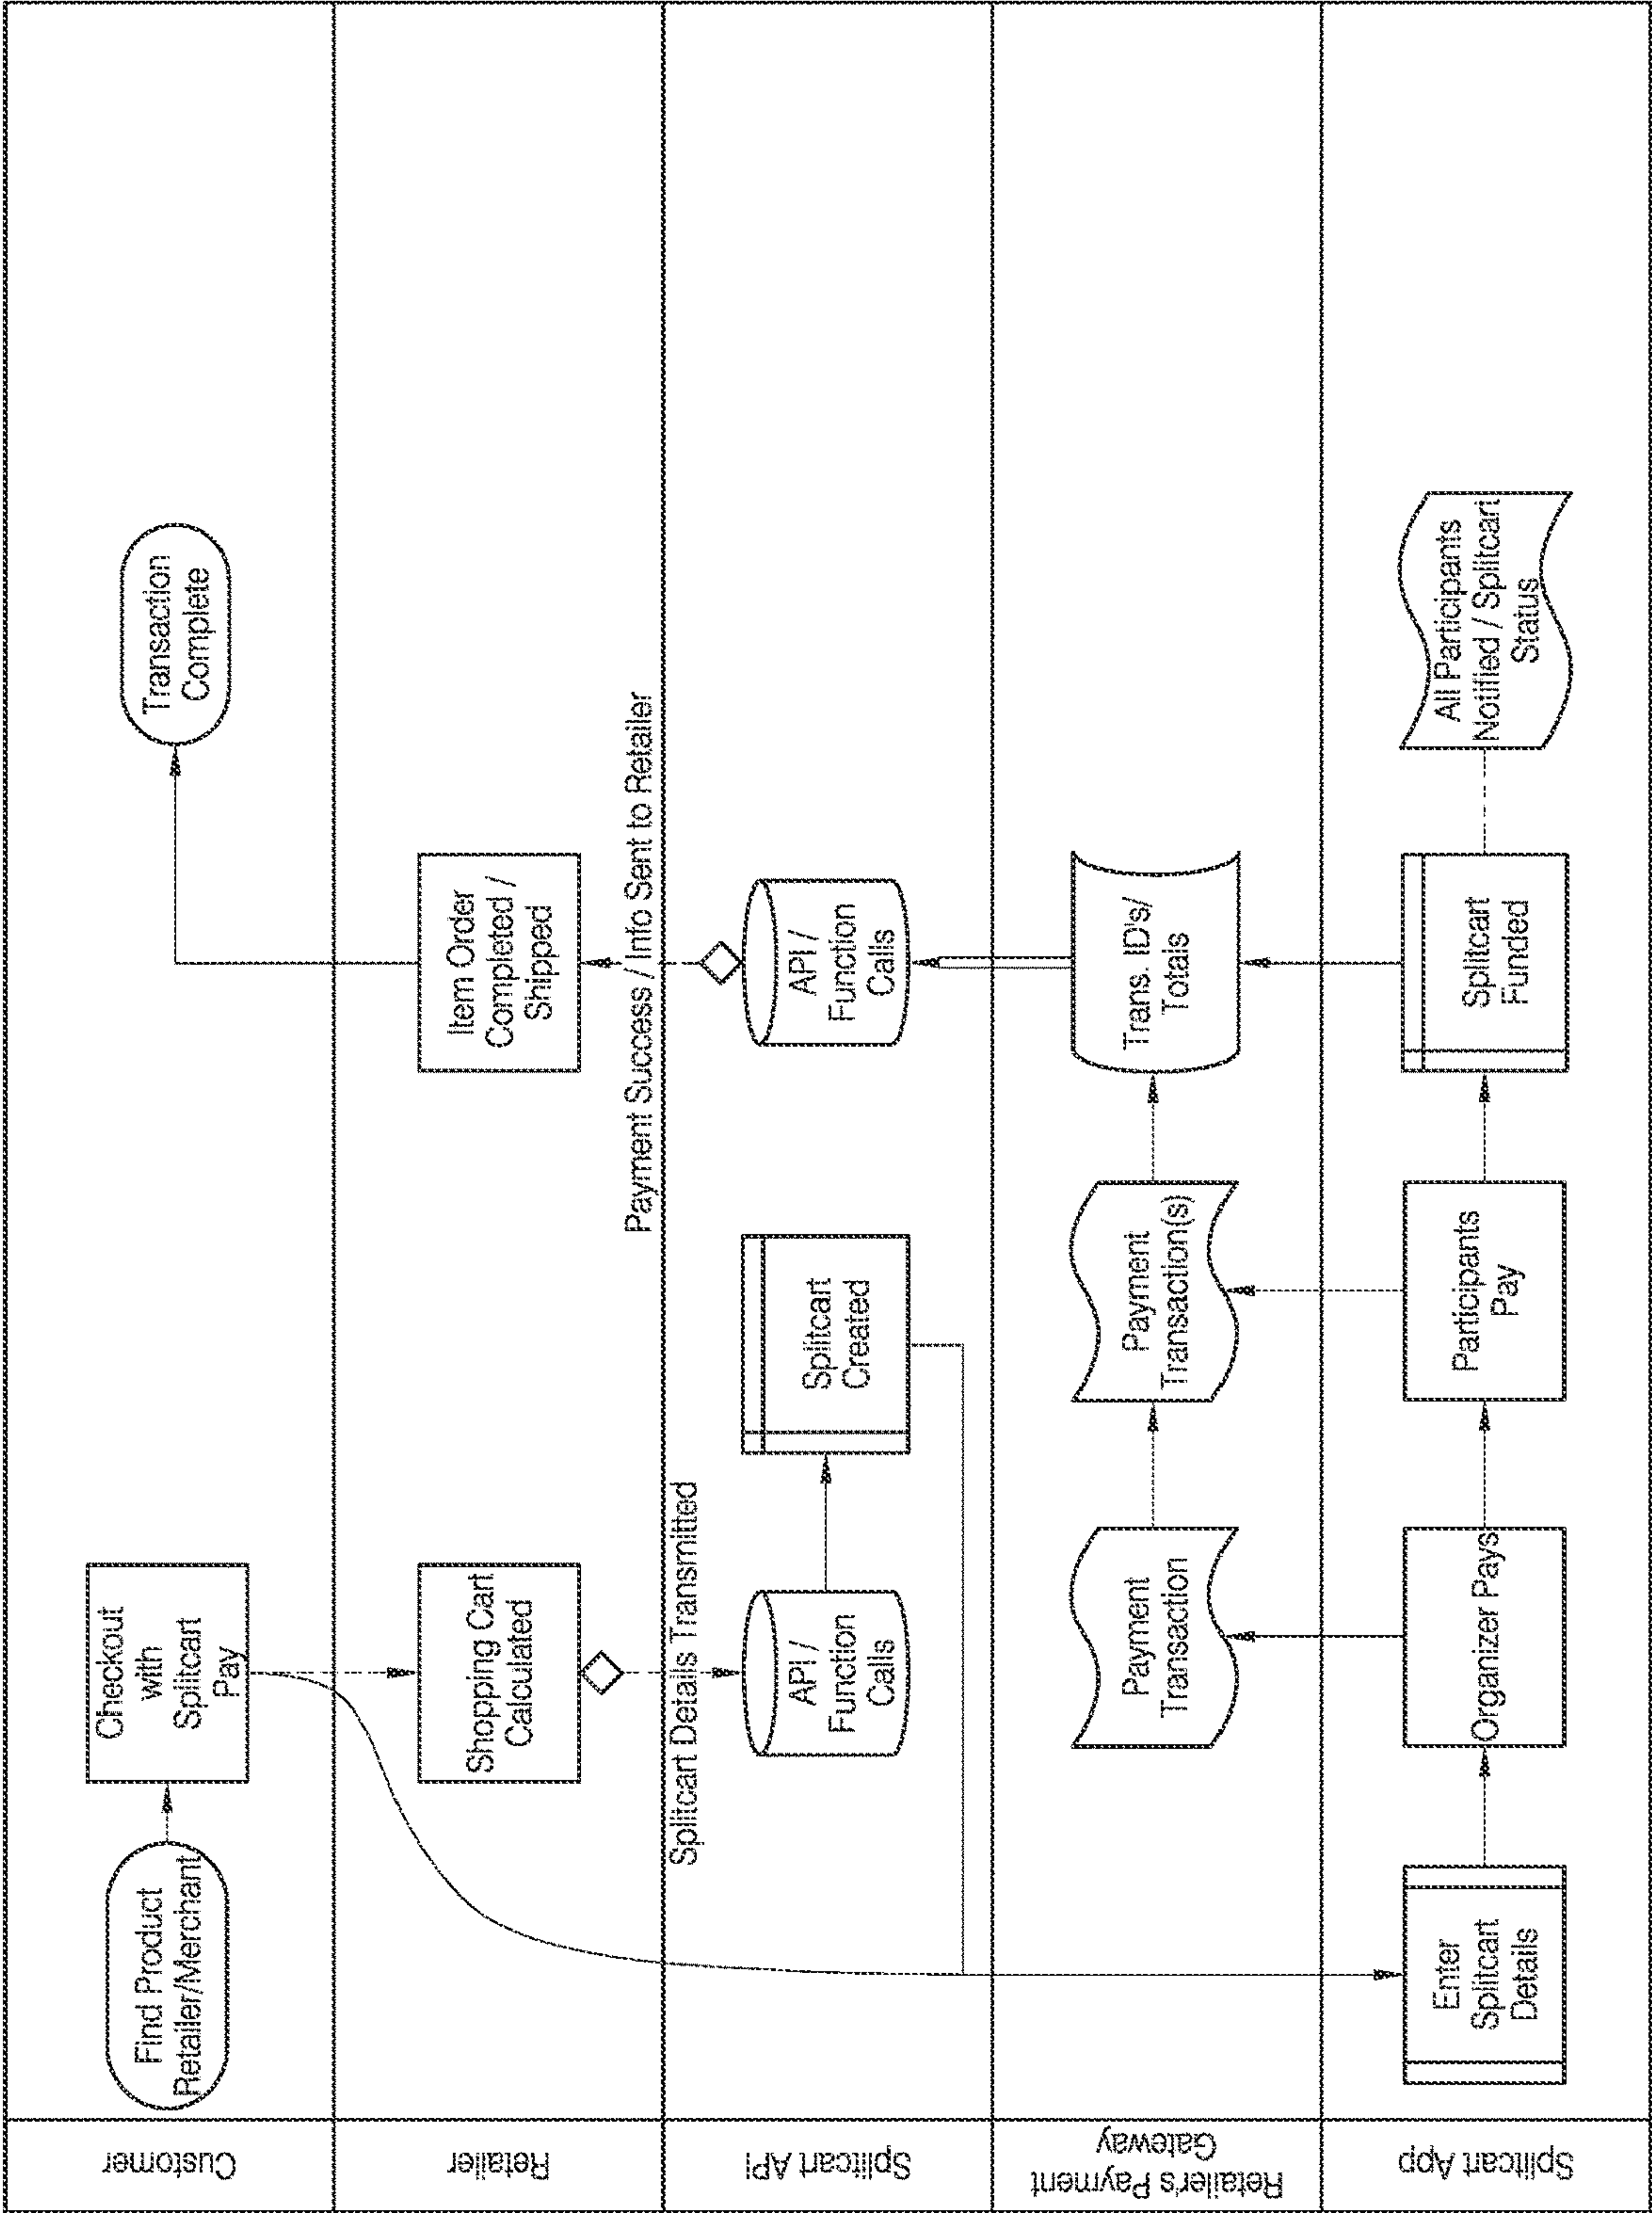 Customer
Find Product
Retailer/Merchant
Checkout
with
Splitcart
Pay
Transaction
Complete
Retailer
Shopping Cart
Calculated
Item Order
Completed /
Shipped
Payment Success / Info Sent to Retailer
Splitcart API
Splitcart Details Transmitted
API /
Function
Calls
Splitcart
Created
API /
Function
Calls
Retailer's Payment
Gateway
Payment
Transaction
Payment
Transaction(s)
Trans. ID's/
Totals
Splitcart App
Enter
Splitcart
Details
Organizer Pays
Participants
Pay
Splitcart
Funded
All Participants
Notified / Splitcart
Status